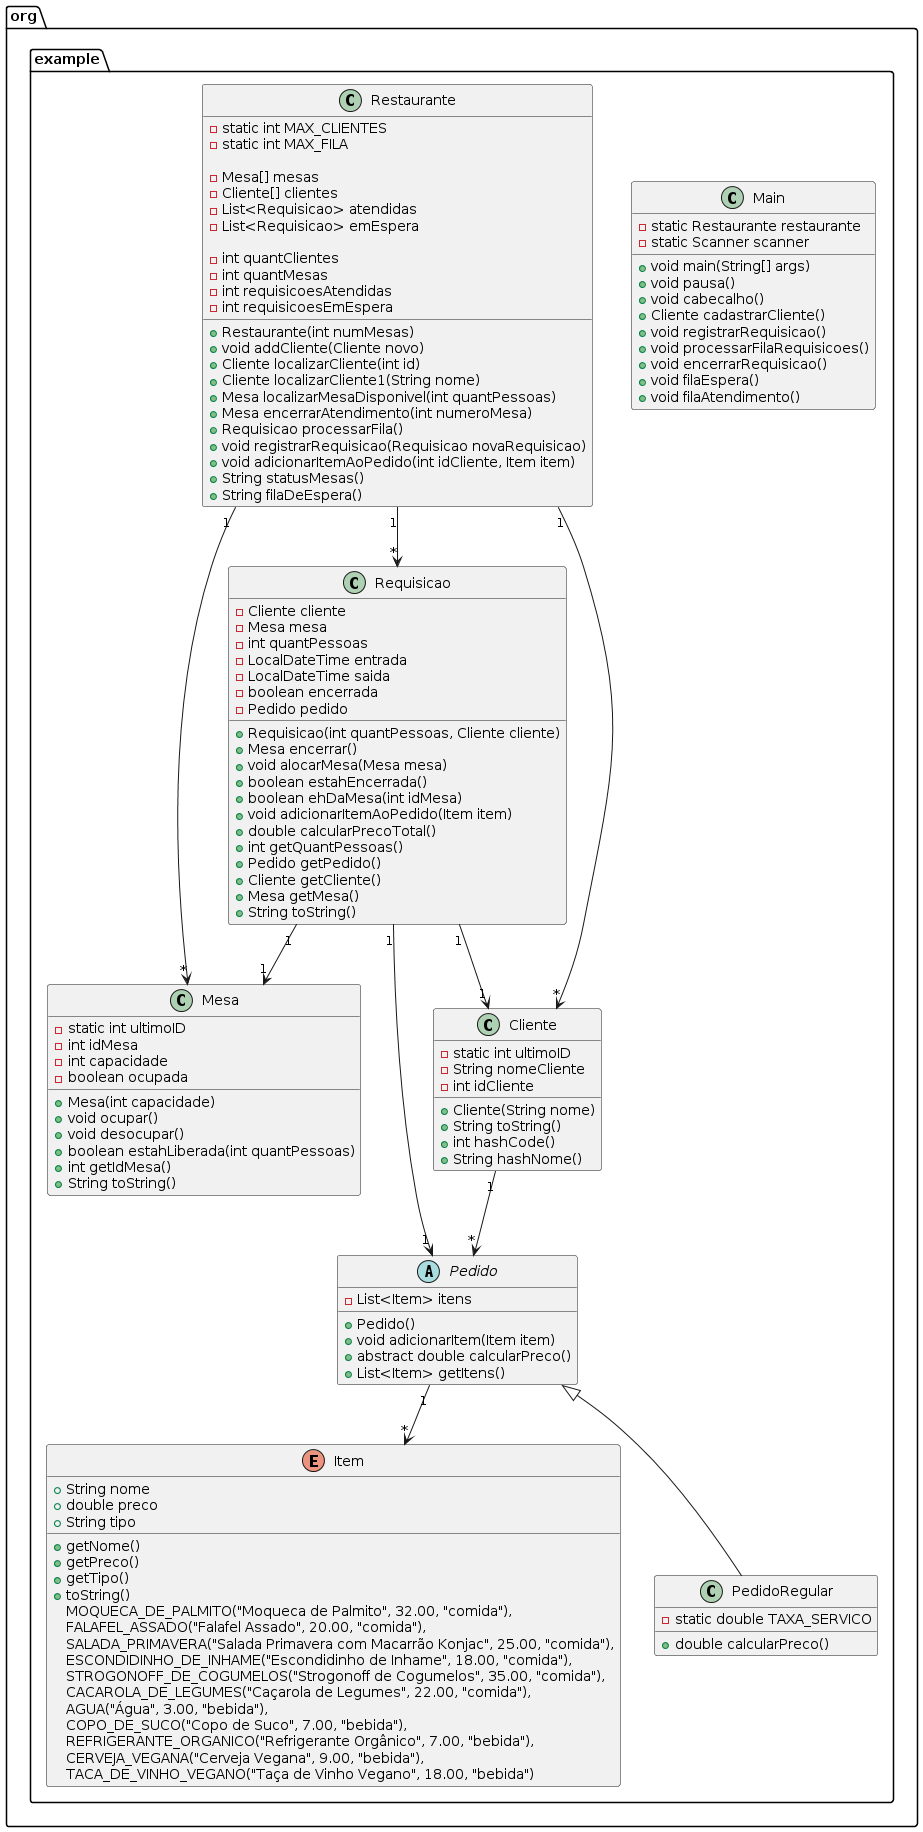 org
example
C Restaurante
static int MAX_CLIENTES
static int MAX_FILA
Mesa[] mesas
Cliente[] clientes
List<Requisicao> atendidas
List<Requisicao> emEspera
int quantClientes
int quantMesas
int requisicoesAtendidas
int requisicoesEmEspera
Restaurante(int numMesas)
void addCliente(Cliente novo)
Cliente localizarCliente(int id)
Cliente localizarCliente1(String nome)
Mesa localizarMesaDisponivel(int quantPessoas)
Mesa encerrarAtendimento(int numeroMesa)
Requisicao processarFila()
void registrarRequisicao(Requisicao novaRequisicao)
void adicionarItemAoPedido(int idCliente, Item item)
String statusMesas()
String filaDeEspera()
C Main
static Restaurante restaurante
static Scanner scanner
void main(String[] args)
void pausa()
void cabecalho()
Cliente cadastrarCliente()
void registrarRequisicao()
void processarFilaRequisicoes()
void encerrarRequisicao()
void filaEspera()
void filaAtendimento()
1
1
1
*
C Requisicao
Cliente cliente
Mesa mesa
int quantPessoas
LocalDateTime entrada
LocalDateTime saida
boolean encerrada
Pedido pedido
Requisicao(int quantPessoas, Cliente cliente)
Mesa encerrar()
void alocarMesa(Mesa mesa)
boolean estahEncerrada()
boolean ehDaMesa(int idMesa)
void adicionarItemAoPedido(Item item)
double calcularPrecoTotal()
int getQuantPessoas()
Pedido getPedido()
Cliente getCliente()
Mesa getMesa()
String toString()
1
1
1
*
1
1
*
C Mesa
static int ultimoID
int idMesa
int capacidade
boolean ocupada
Mesa(int capacidade)
void ocupar()
void desocupar()
boolean estahLiberada(int quantPessoas)
int getIdMesa()
String toString()
C Cliente
static int ultimoID
String nomeCliente
int idCliente
Cliente(String nome)
String toString()
int hashCode()
String hashNome()
1
1
*
A Pedido
List<Item> itens
Pedido()
void adicionarItem(Item item)
abstract double calcularPreco()
List<Item> getItens()
1
*
E Item
String nome
double preco
String tipo
getNome()
getPreco()
getTipo()
toString()
MOQUECA_DE_PALMITO("Moqueca de Palmito", 32.00, "comida"),
FALAFEL_ASSADO("Falafel Assado", 20.00, "comida"),
SALADA_PRIMAVERA("Salada Primavera com Macarrão Konjac", 25.00, "comida"),
ESCONDIDINHO_DE_INHAME("Escondidinho de Inhame", 18.00, "comida"),
STROGONOFF_DE_COGUMELOS("Strogonoff de Cogumelos", 35.00, "comida"),
CACAROLA_DE_LEGUMES("Caçarola de Legumes", 22.00, "comida"),
AGUA("Água", 3.00, "bebida"),
COPO_DE_SUCO("Copo de Suco", 7.00, "bebida"),
REFRIGERANTE_ORGANICO("Refrigerante Orgânico", 7.00, "bebida"),
CERVEJA_VEGANA("Cerveja Vegana", 9.00, "bebida"),
TACA_DE_VINHO_VEGANO("Taça de Vinho Vegano", 18.00, "bebida")
C PedidoRegular
static double TAXA_SERVICO
double calcularPreco()